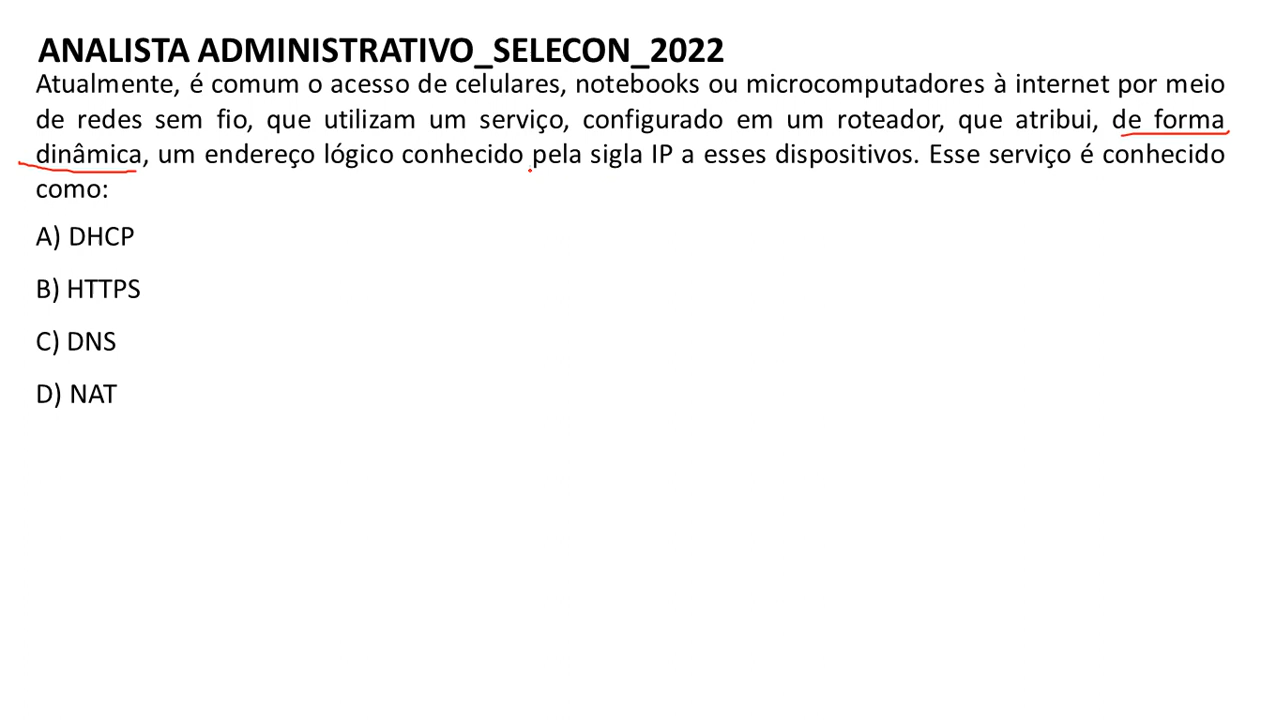 ANALISTA ADMINISTRATIVO_SELECON_2022
Atualmente, é comum o acesso de celulares, notebooks ou microcomputadores à internet por meio
de redes sem fio, que utilizam um serviço, configurado em um roteador, que atribui, de forma
dinâmica, um endereço lógico conhecido pela sigla IP a esses dispositivos. Esse serviço é conhecido
como:
A) DHCP
B) HTTPS
C) DNS
D) NAT